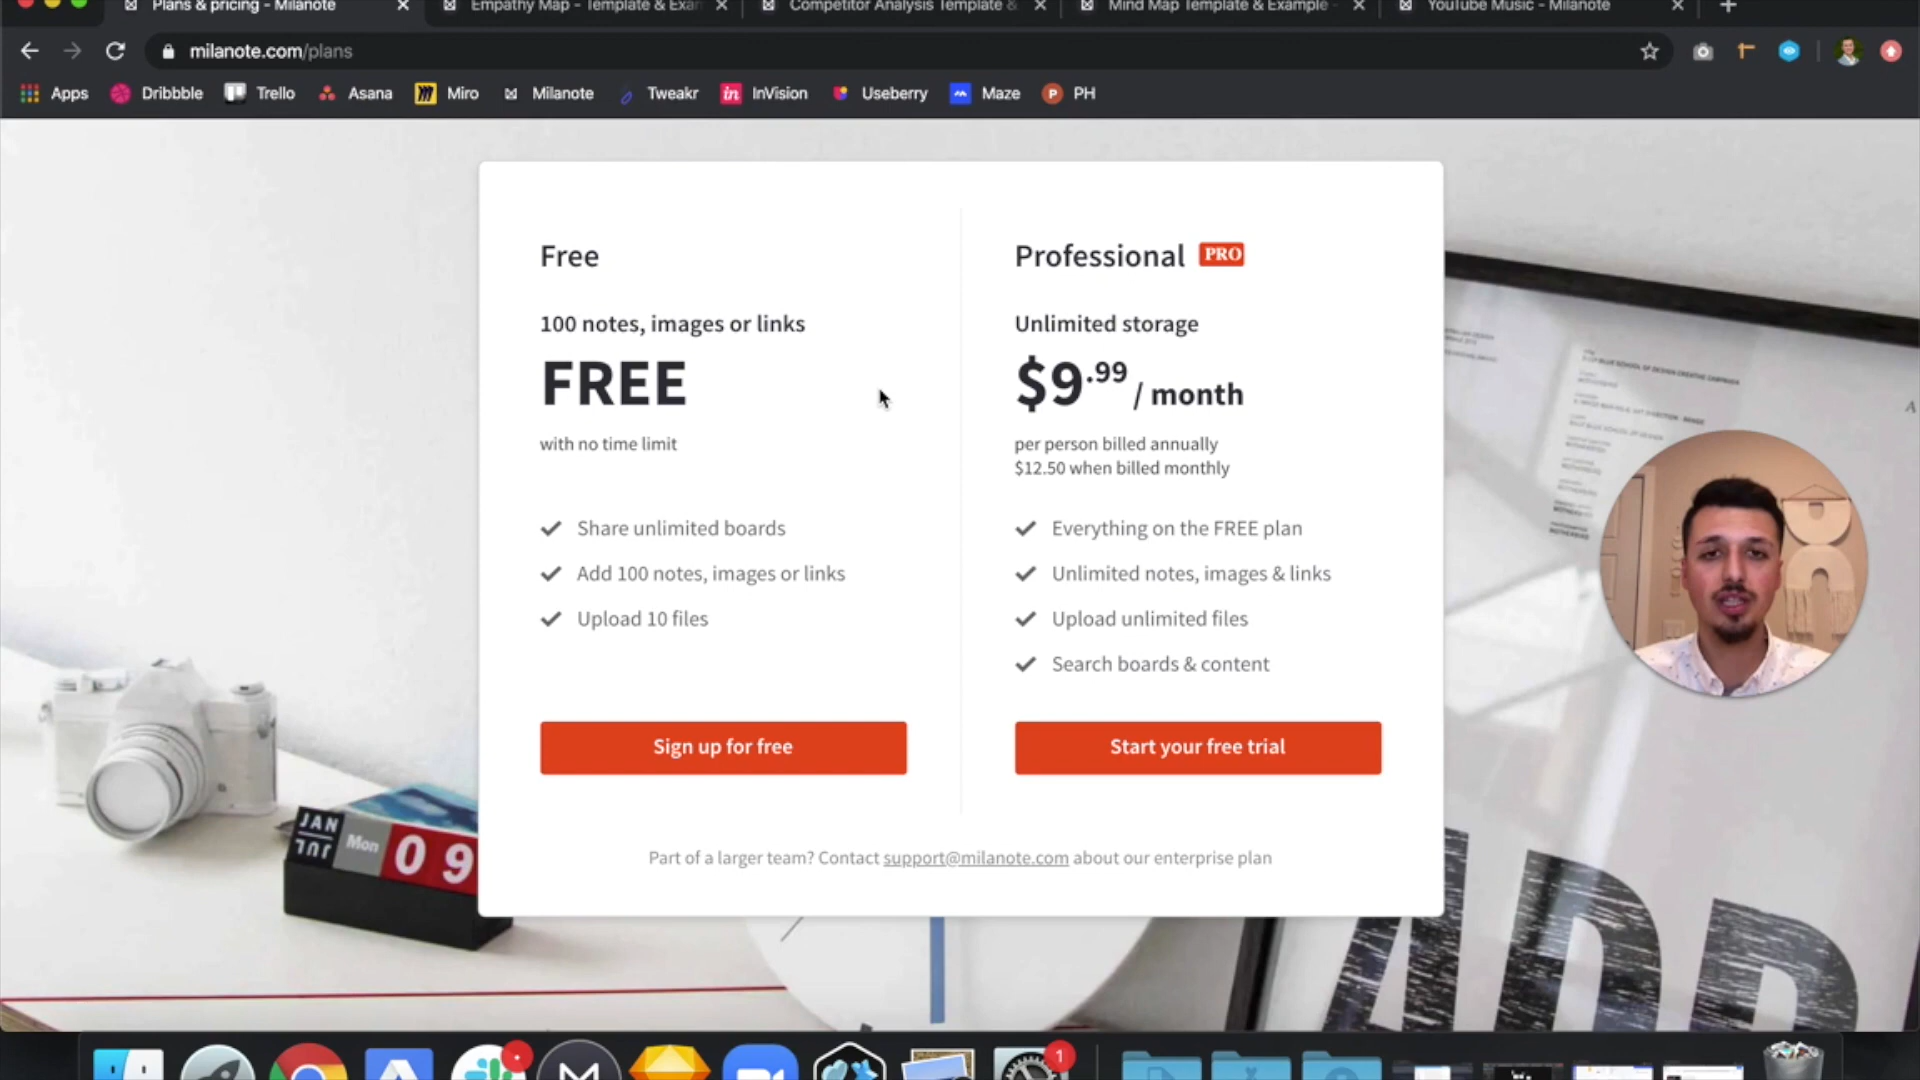 Plans & pricing - Milanote
Empathy Map - Template & Exam
Competitor Analysis Template &
Mind Map Template & Example -
YouTube Music - Milanote
milanote.com/plans
Apps
Dribbble
Trello
Asana
Miro
Milanote
Tweakr
in
InVision
Useberry
Maze
P
PH
Free
100 notes, images or links
FREE
with no time limit
Share unlimited boards
Add 100 notes, images or links
Upload 10 files
Sign up for free
Professional PRO
Unlimited storage
$9.99 / month
per person billed annually
$12.50 when billed monthly
Everything on the FREE plan
Unlimited notes, images & links
Upload unlimited files
Search boards & content
Start your free trial
Part of a larger team? Contact support@milanote.com about our enterprise plan
JAN
JUL
Mon
09
A
1